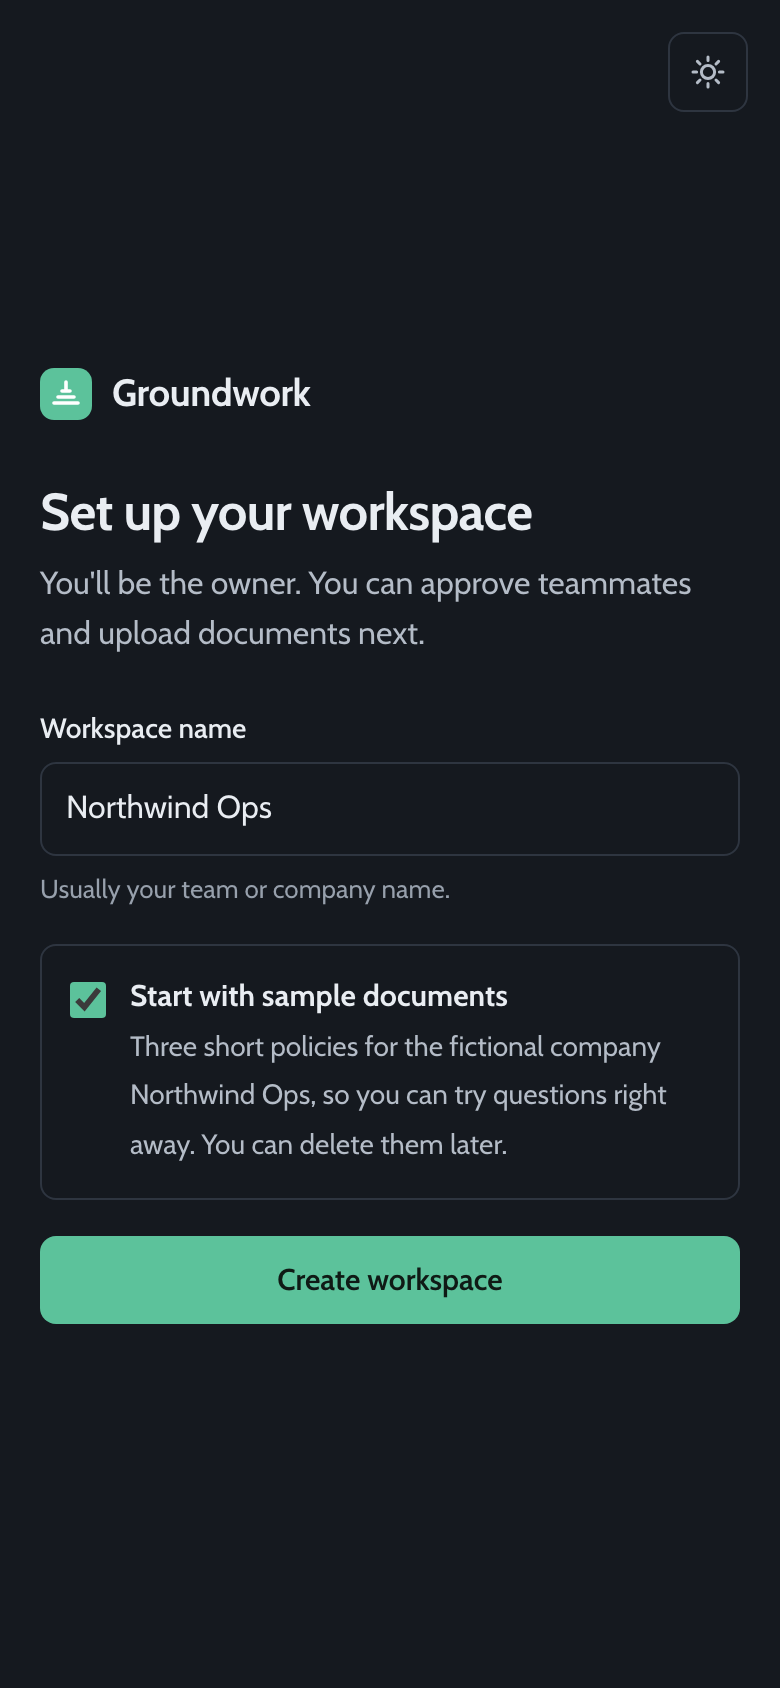 Groundwork
Set up your workspace
You'll be the owner. You can approve teammates
and upload documents next.
Workspace name
Northwind Ops
Usually your team or company name.
Start with sample documents
Three short policies for the fictional company
Northwind Ops, so you can try questions right
away. You can delete them later.
Create workspace